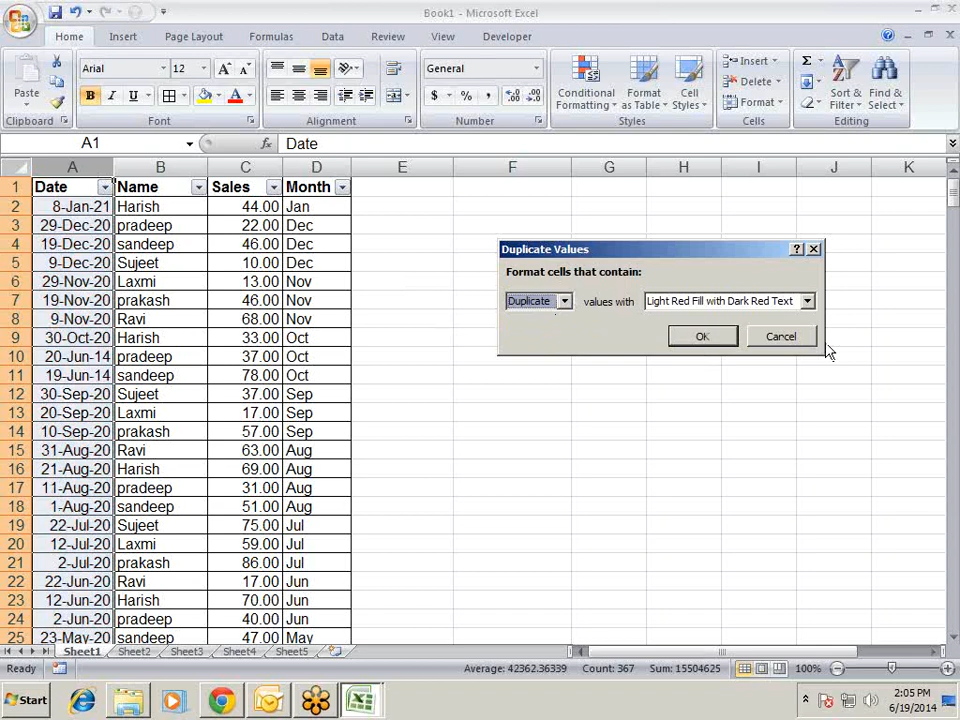 Book1 - Microsoft Excel
Home Insert Page Layout Formulas Data Review View Developer
Paste
Arial 12
B I U A
General
$ % ,
Conditional Formatting
Format as Table
Cell Styles
Insert
Delete
Format
Σ
Sort & Filter
Find & Select
Clipboard Font Alignment Number Styles Cells Editing
A1 fx Date
A B C D E F G H I J K
1 Date Name Sales Month
2 8-Jan-21 Harish 44.00 Jan
3 29-Dec-20 pradeep 22.00 Dec
4 19-Dec-20 sandeep 46.00 Dec
5 9-Dec-20 Sujeet 10.00 Dec
6 29-Nov-20 Laxmi 13.00 Nov
7 19-Nov-20 prakash 46.00 Nov
8 9-Nov-20 Ravi 68.00 Nov
9 30-Oct-20 Harish 33.00 Oct
10 20-Jun-14 pradeep 37.00 Oct
11 19-Jun-14 sandeep 78.00 Oct
12 30-Sep-20 Sujeet 37.00 Sep
13 20-Sep-20 Laxmi 17.00 Sep
14 10-Sep-20 prakash 57.00 Sep
15 31-Aug-20 Ravi 63.00 Aug
16 21-Aug-20 Harish 69.00 Aug
17 11-Aug-20 pradeep 31.00 Aug
18 1-Aug-20 sandeep 51.00 Aug
19 22-Jul-20 Sujeet 75.00 Jul
20 12-Jul-20 Laxmi 59.00 Jul
21 2-Jul-20 prakash 86.00 Jul
22 22-Jun-20 Ravi 17.00 Jun
23 12-Jun-20 Harish 70.00 Jun
24 2-Jun-20 pradeep 40.00 Jun
25 23-May-20 sandeep 47.00 May
Duplicate Values
Format cells that contain:
Duplicate values with Light Red Fill with Dark Red Text
OK Cancel
Sheet1 Sheet2 Sheet3 Sheet4 Sheet5
Ready Average: 42362.36339 Count: 367 Sum: 15504625 100%
Start
2:05 PM
6/19/2014